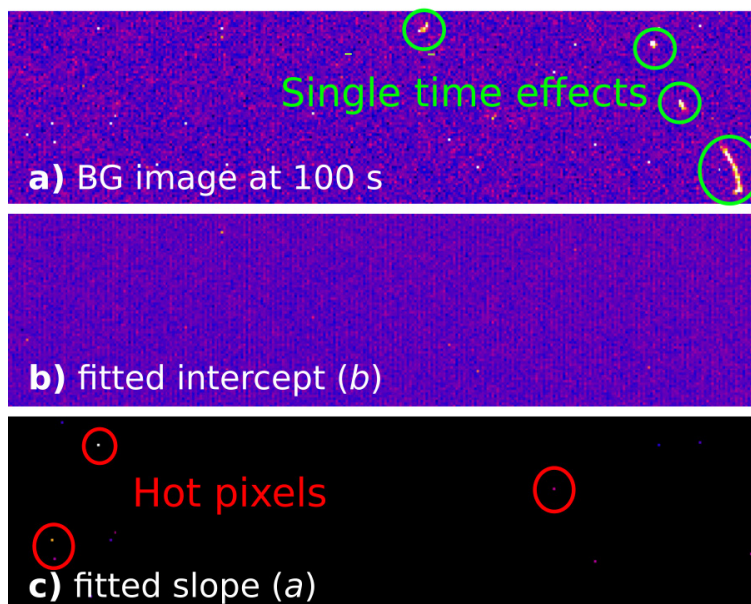 Single time effects
a) BG image at 100 s
b) fitted intercept (b)
Hot pixels
c) fitted slope (a)